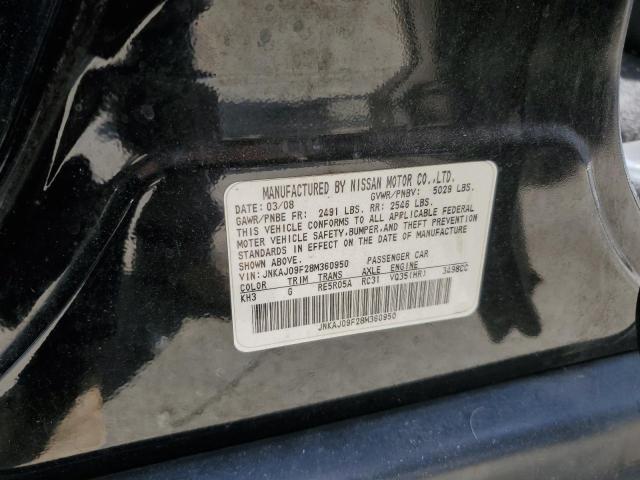 MANUFACTURED BY NISSAN MOTOR CO.,LTD.
DATE: 03/08 GVWR/PNBV: 5029 LBS.
GAWR/PNBE FR: 2491 LBS. RR: 2546 LBS.
THIS VEHICLE CONFORMS TO ALL APPLICABLE FEDERAL
MOTOR VEHICLE SAFETY, BUMPER, AND THEFT PREVENTION
STANDARDS IN EFFECT ON THE DATE OF MANUFACTURE
SHOWN ABOVE.
VIN: JNKAJ09F28M360950 PASSENGER CAR
COLOR TRIM TRANS AXLE ENGINE
KH3 G RE5R05A RC31 VQ35(HR) 3498CC
JNKAJ09F28M360950